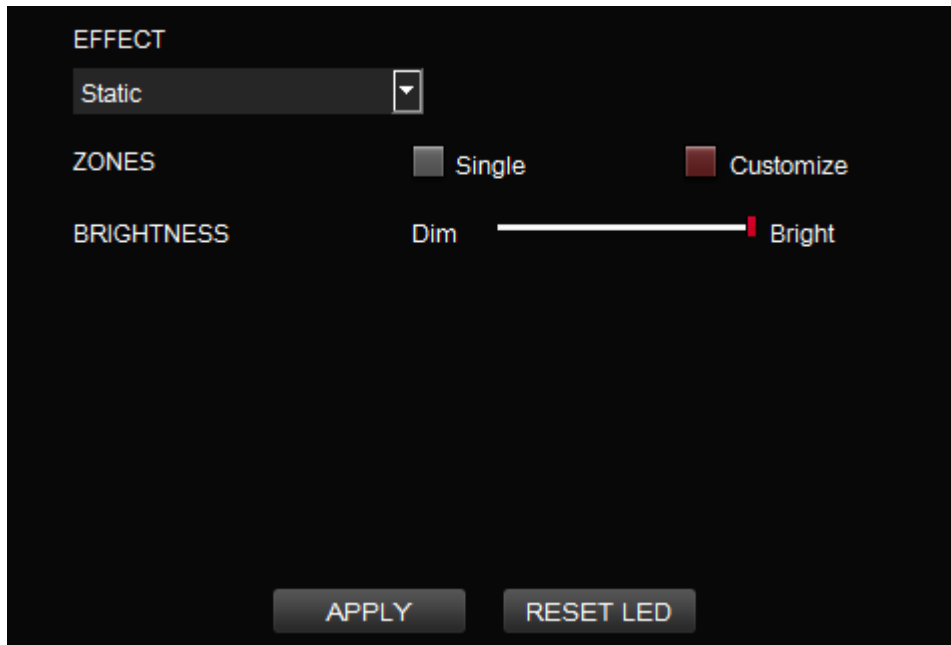 EFFECT
Static
ZONES Single Customize
BRIGHTNESS Dim Bright
APPLY RESET LED